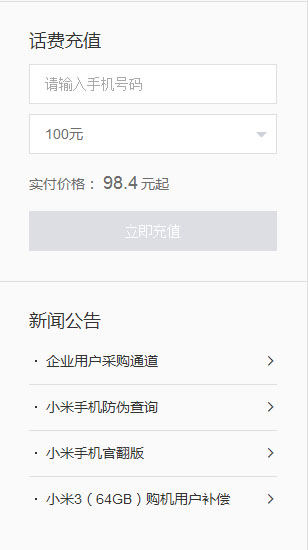 话费充值
请输入手机号码
100元
实付价格： 98.4 元起
立即充值
新闻公告
· 企业用户采购通道
· 小米手机防伪查询
· 小米手机官翻版
· 小米3（64GB）购机用户补偿